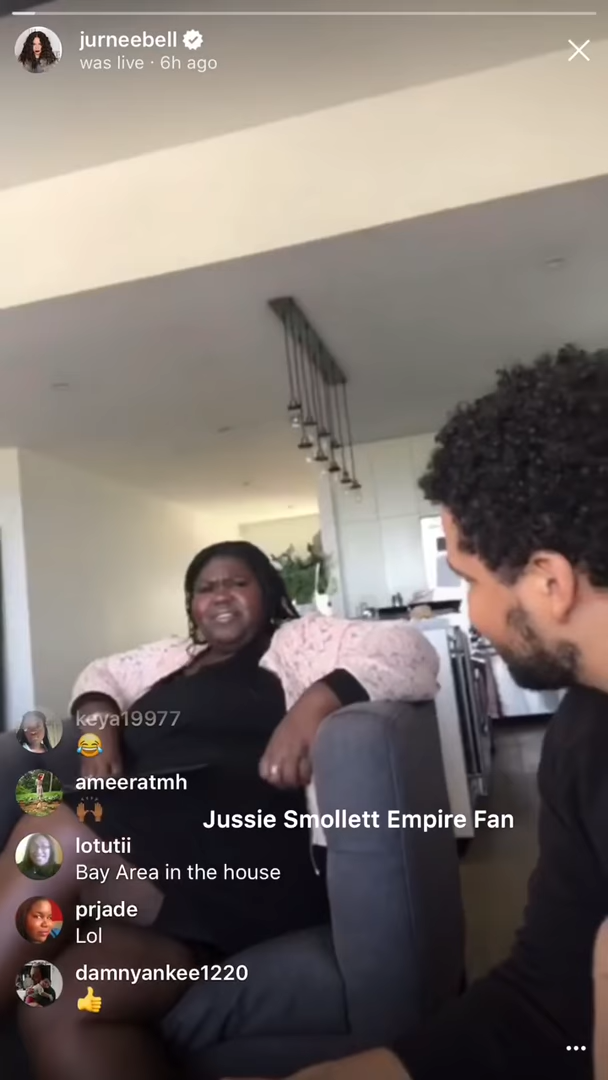 jurneebell
was live · 6h ago
keya19977
😂
ameeratmh
🙌🏾
Jussie Smollett Empire Fan
lotutii
Bay Area in the house
prjade
Lol
damnyankee1220
👍